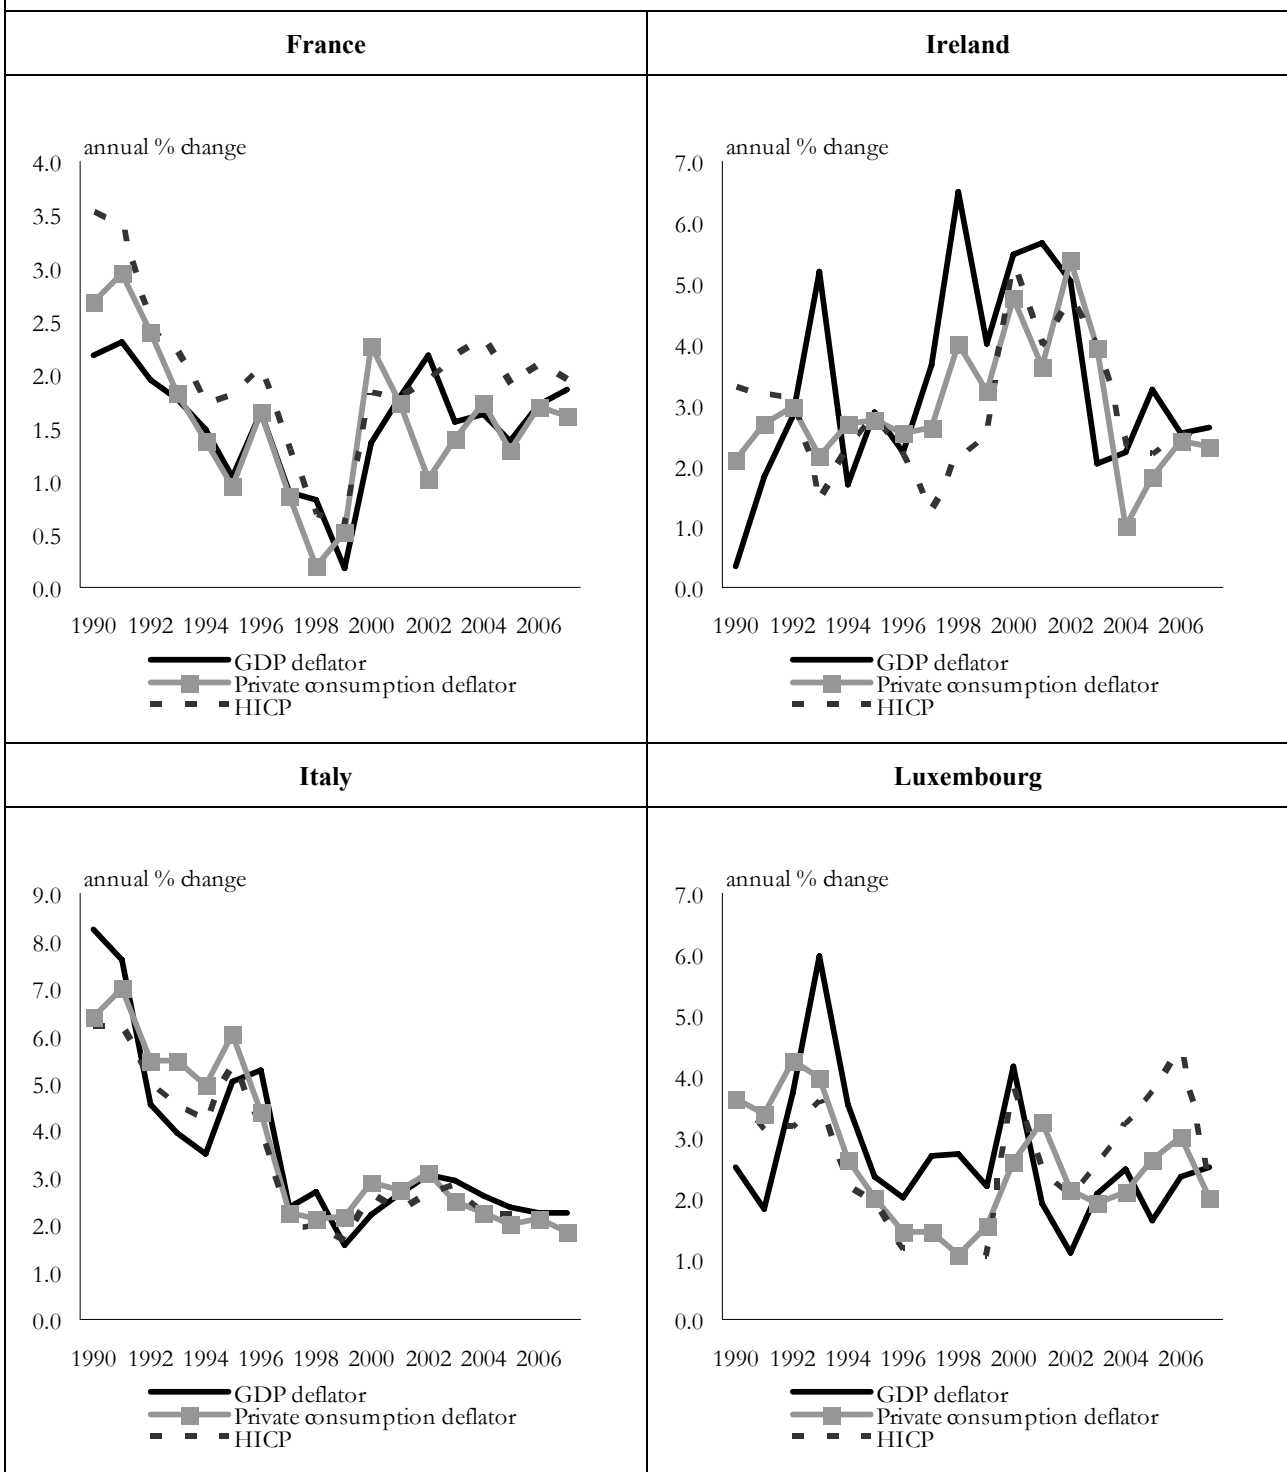 France
Ireland
annual % change
4.0
3.5
3.0
2.5
2.0
1.5
1.0
0.5
0.0
1990 1992 1994 1996 1998 2000 2002 2004 2006
GDP deflator
Private consumption deflator
HICP
annual % change
7.0
6.0
5.0
4.0
3.0
2.0
1.0
0.0
1990 1992 1994 1996 1998 2000 2002 2004 2006
GDP deflator
Private consumption deflator
HICP
Italy
Luxembourg
annual % change
9.0
8.0
7.0
6.0
5.0
4.0
3.0
2.0
1.0
0.0
1990 1992 1994 1996 1998 2000 2002 2004 2006
GDP deflator
Private consumption deflator
HICP
annual % change
7.0
6.0
5.0
4.0
3.0
2.0
1.0
0.0
1990 1992 1994 1996 1998 2000 2002 2004 2006
GDP deflator
Private consumption deflator
HICP